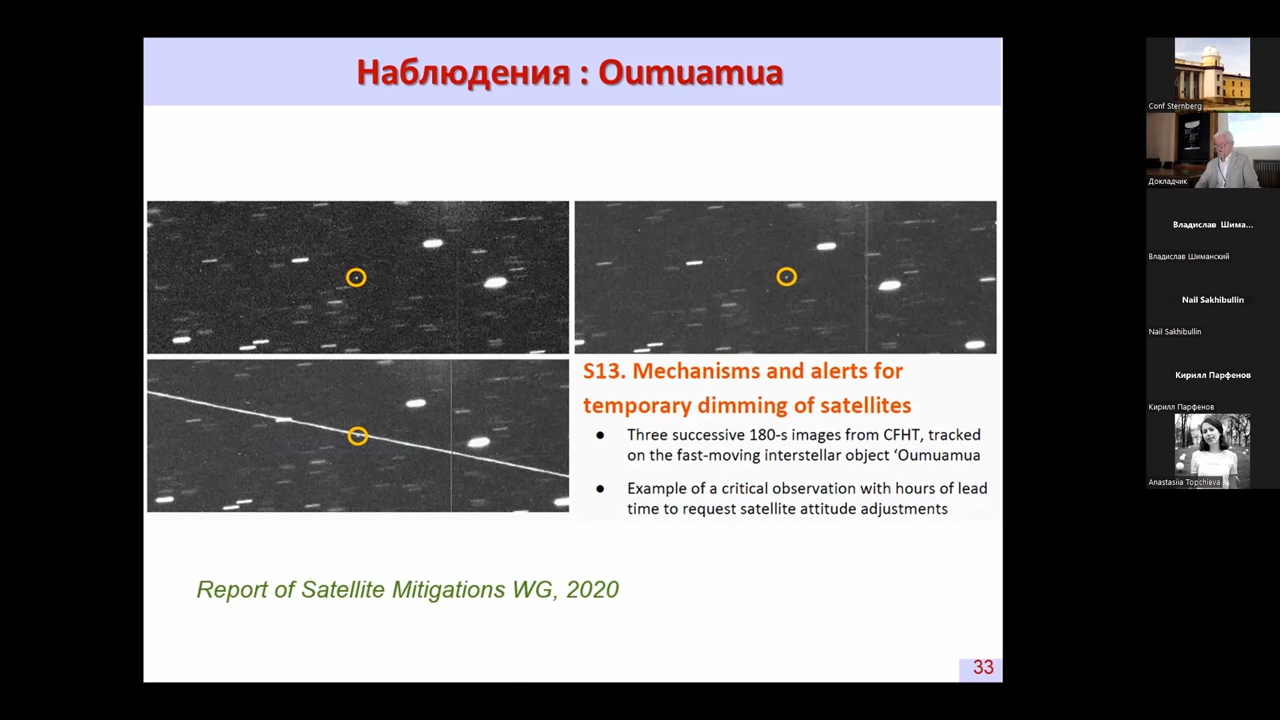 Наблюдения : Oumuamua
S13. Mechanisms and alerts for
temporary dimming of satellites
● Three successive 180-s images from CFHT, tracked
on the fast-moving interstellar object ‘Oumuamua
● Example of a critical observation with hours of lead
time to request satellite attitude adjustments
Report of Satellite Mitigations WG, 2020
33
Conf Sternberg
Докладчик
Владислав Шима...
Владислав Шиманский
Nail Sakhibullin
Nail Sakhibullin
Кирилл Парфенов
Кирилл Парфенов
Anastasiia Topchieva